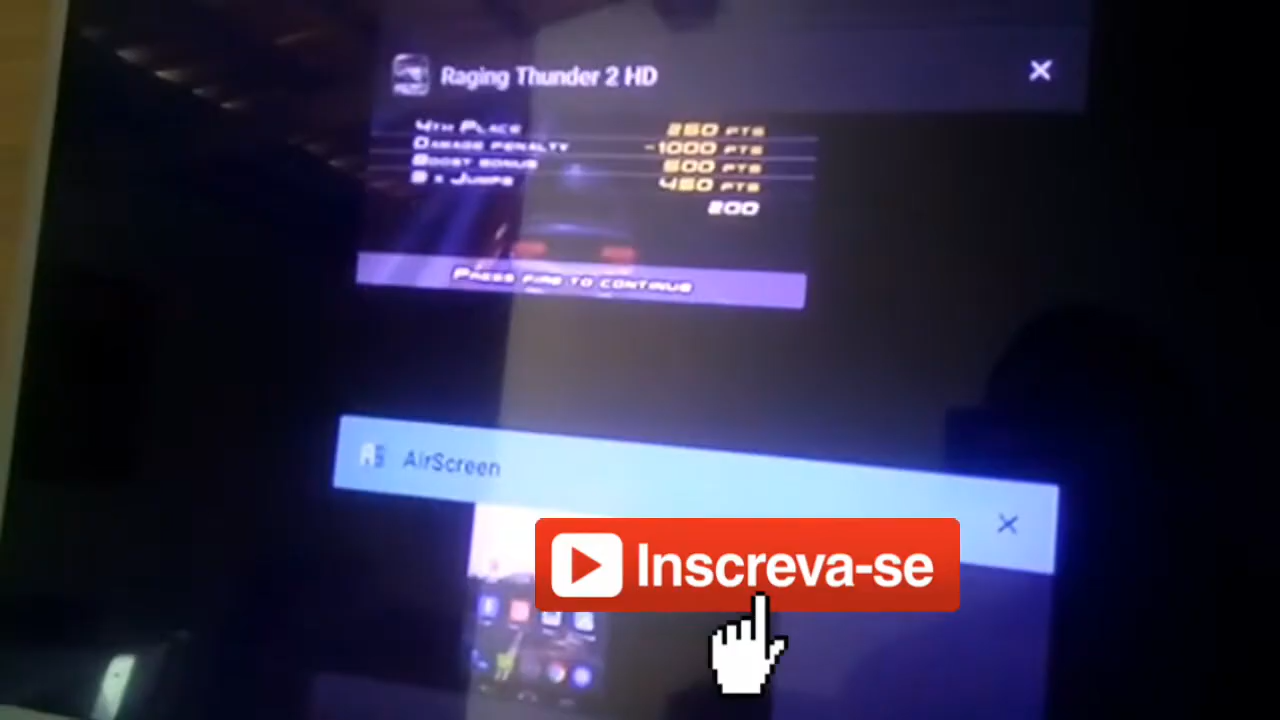 Raging Thunder 2 HD
4th Place 250 pts
Damage penalty -1000 pts
Boost bonus 500 pts
x Jumps 450 pts
200
Press fire to continue
AirScreen
Inscreva-se